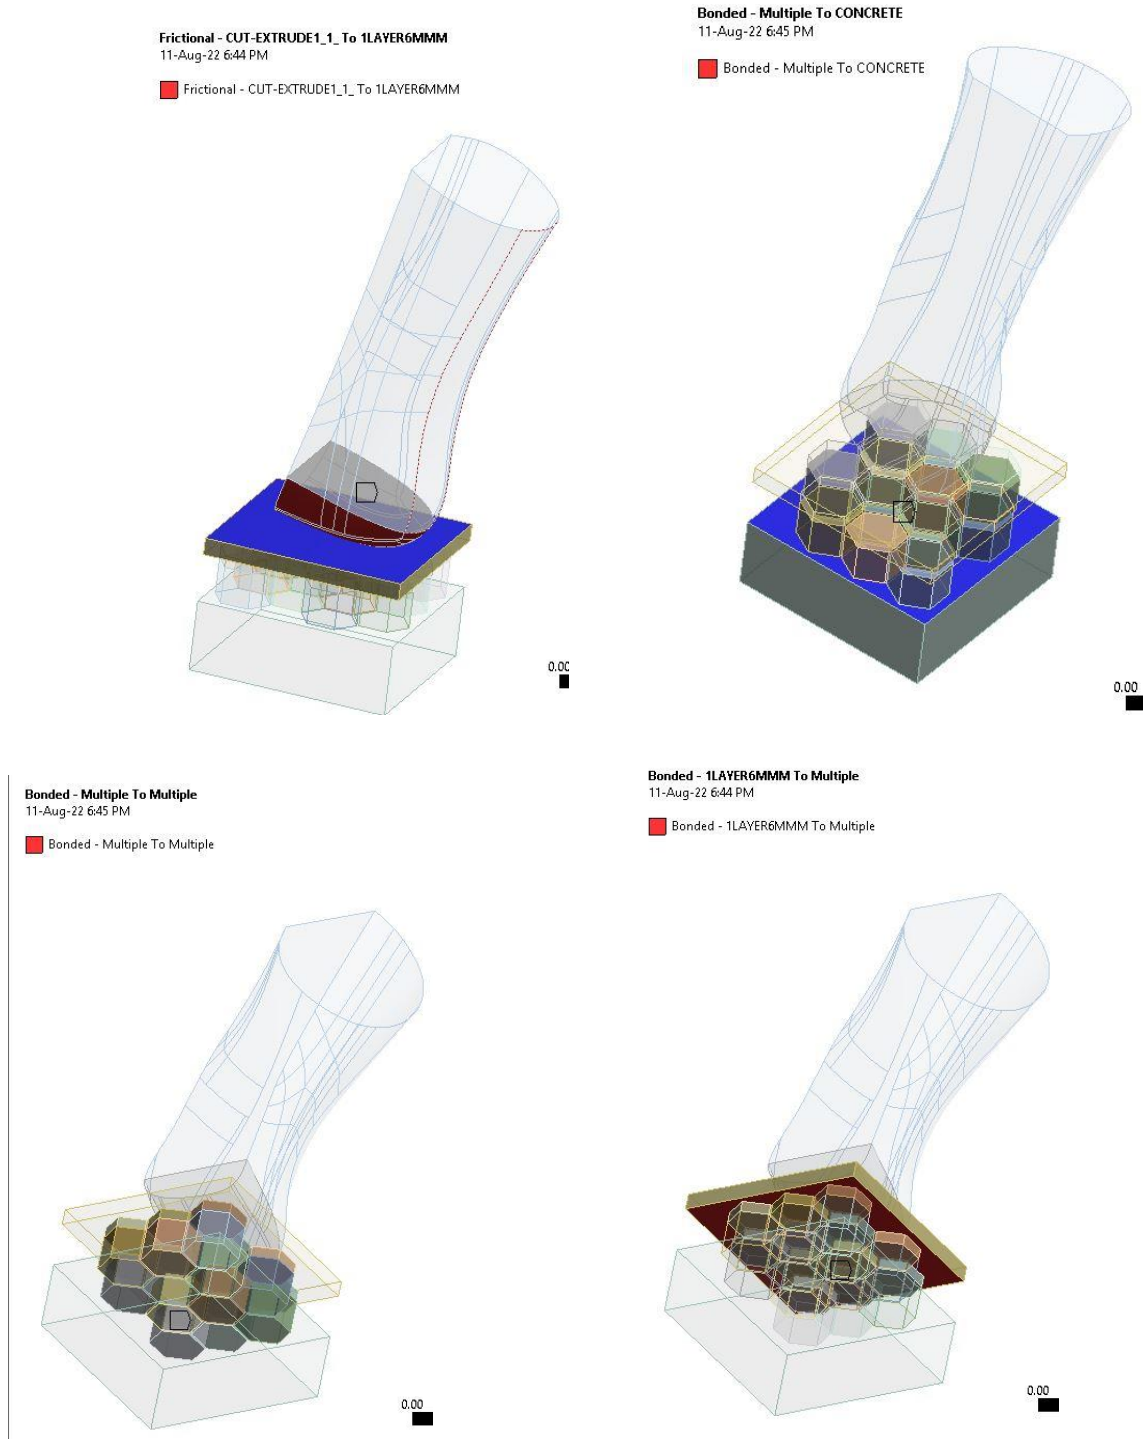 Frictional - CUT-EXTRUDE1_1_ To 1LAYER6MMM
11-Aug-22 6:44 PM
Frictional - CUT-EXTRUDE1_1_ To 1LAYER6MMM
0.00
Bonded - Multiple To CONCRETE
11-Aug-22 6:45 PM
Bonded - Multiple To CONCRETE
0.00
Bonded - Multiple To Multiple
11-Aug-22 6:45 PM
Bonded - Multiple To Multiple
0.00
Bonded - 1LAYER6MMM To Multiple
11-Aug-22 6:44 PM
Bonded - 1LAYER6MMM To Multiple
0.00